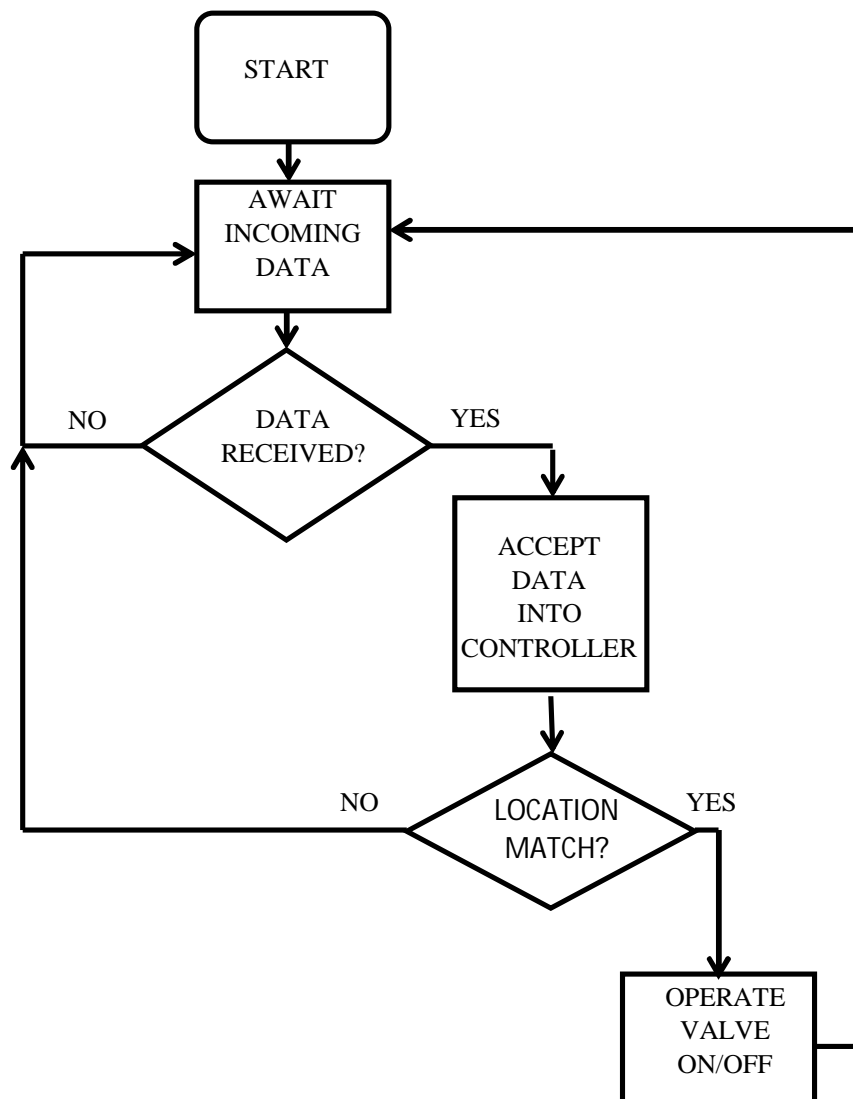 START
AWAIT
INCOMING
DATA
NO
DATA
RECEIVED?
YES
ACCEPT
DATA
INTO
CONTROLLER
NO
LOCATION
MATCH?
YES
OPERATE
VALVE
ON/OFF